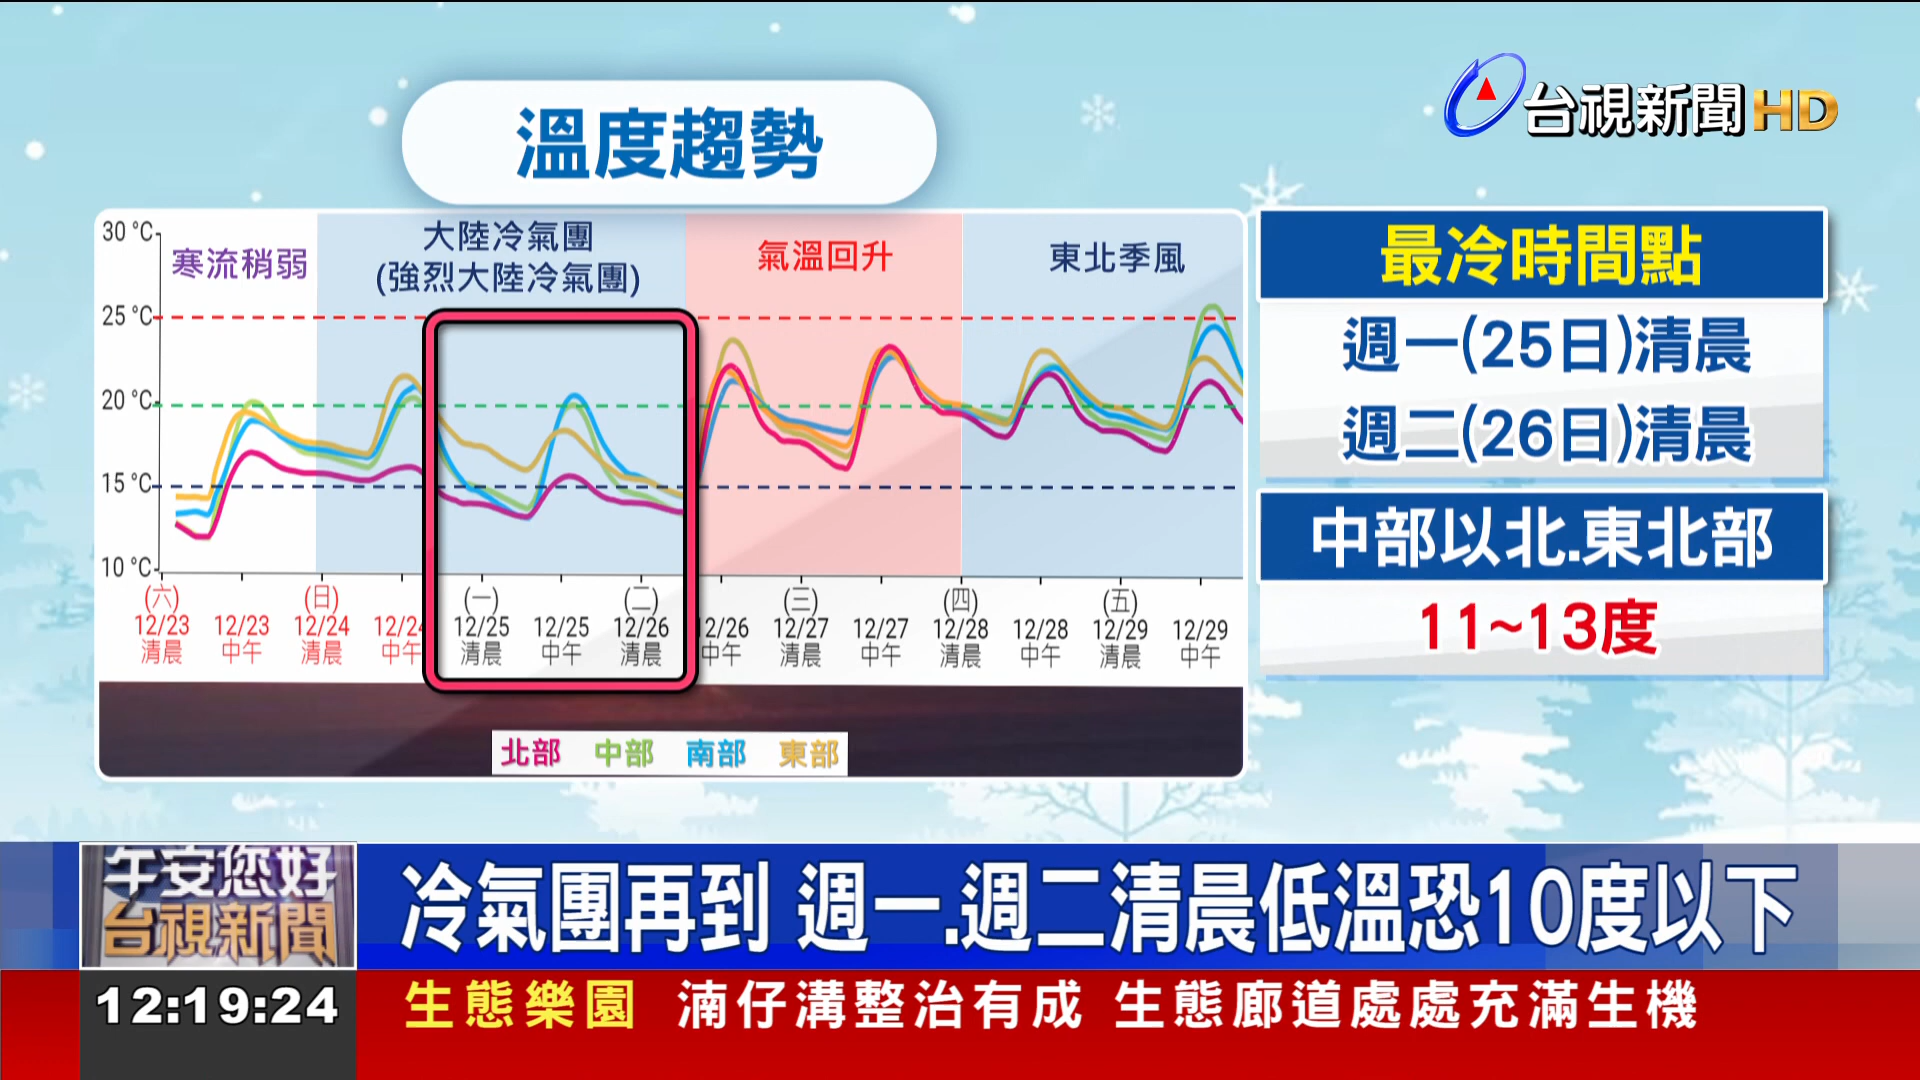 溫度趨勢
台視新聞HD
30 °C
25 °C
20 °C
15 °C
10 °C
寒流稍弱
大陸冷氣團
(強烈大陸冷氣團)
氣溫回升
東北季風
(六) (日) (一) (二) (三) (四) (五)
12/23 12/23 12/24 12/24 12/25 12/25 12/26 12/26 12/27 12/27 12/28 12/28 12/29 12/29
清晨 中午 清晨 中午 清晨 中午 清晨 中午 清晨 中午 清晨 中午 清晨 中午
北部 中部 南部 東部
最冷時間點
週一(25日)清晨
週二(26日)清晨
中部以北.東北部
11~13度
午安您好
台視新聞
冷氣團再到 週一.週二清晨低溫恐10度以下
12:19:24
生態樂園 湳仔溝整治有成 生態廊道處處充滿生機